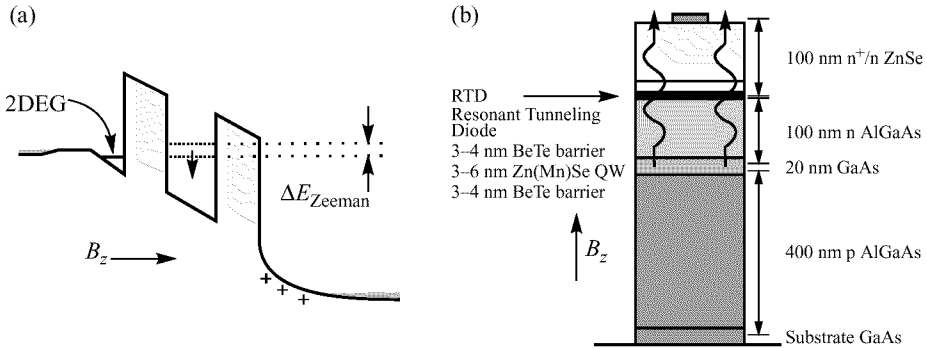 (a)
2DEG
ΔE_Zeeman
B_z
+ + +
(b)
100 nm n⁺/n ZnSe
RTD
Resonant Tunneling
Diode
3–4 nm BeTe barrier
3–6 nm Zn(Mn)Se QW
3–4 nm BeTe barrier
B_z
100 nm n AlGaAs
20 nm GaAs
400 nm p AlGaAs
Substrate GaAs